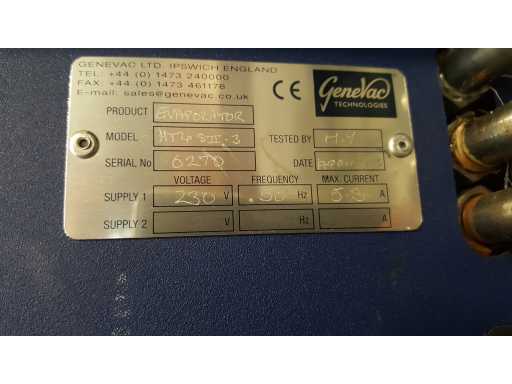 GENEVAC LTD. IPSWICH ENGLAND
TEL: +44 (0) 1473 240000
FAX: +44 (0) 1473 461176
E-mail: sales@genevac.co.uk
CE
GeneVac
TECHNOLOGIES
PRODUCT EVAPORATOR
MODEL
TESTED BY M.Y
SERIAL No 6270
DATE
VOLTAGE FREQUENCY MAX. CURRENT
SUPPLY 1 230 V 50 Hz A
SUPPLY 2 V Hz A